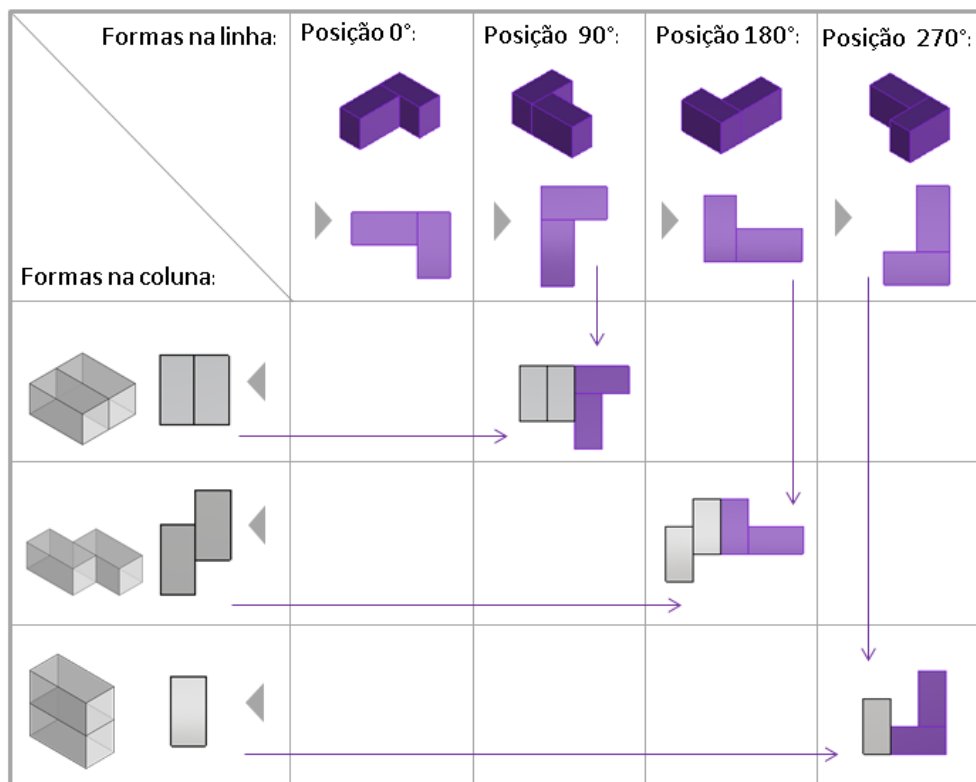 Formas na linha:
Posição 0°:
Posição 90°:
Posição 180°:
Posição 270°:
Formas na coluna: